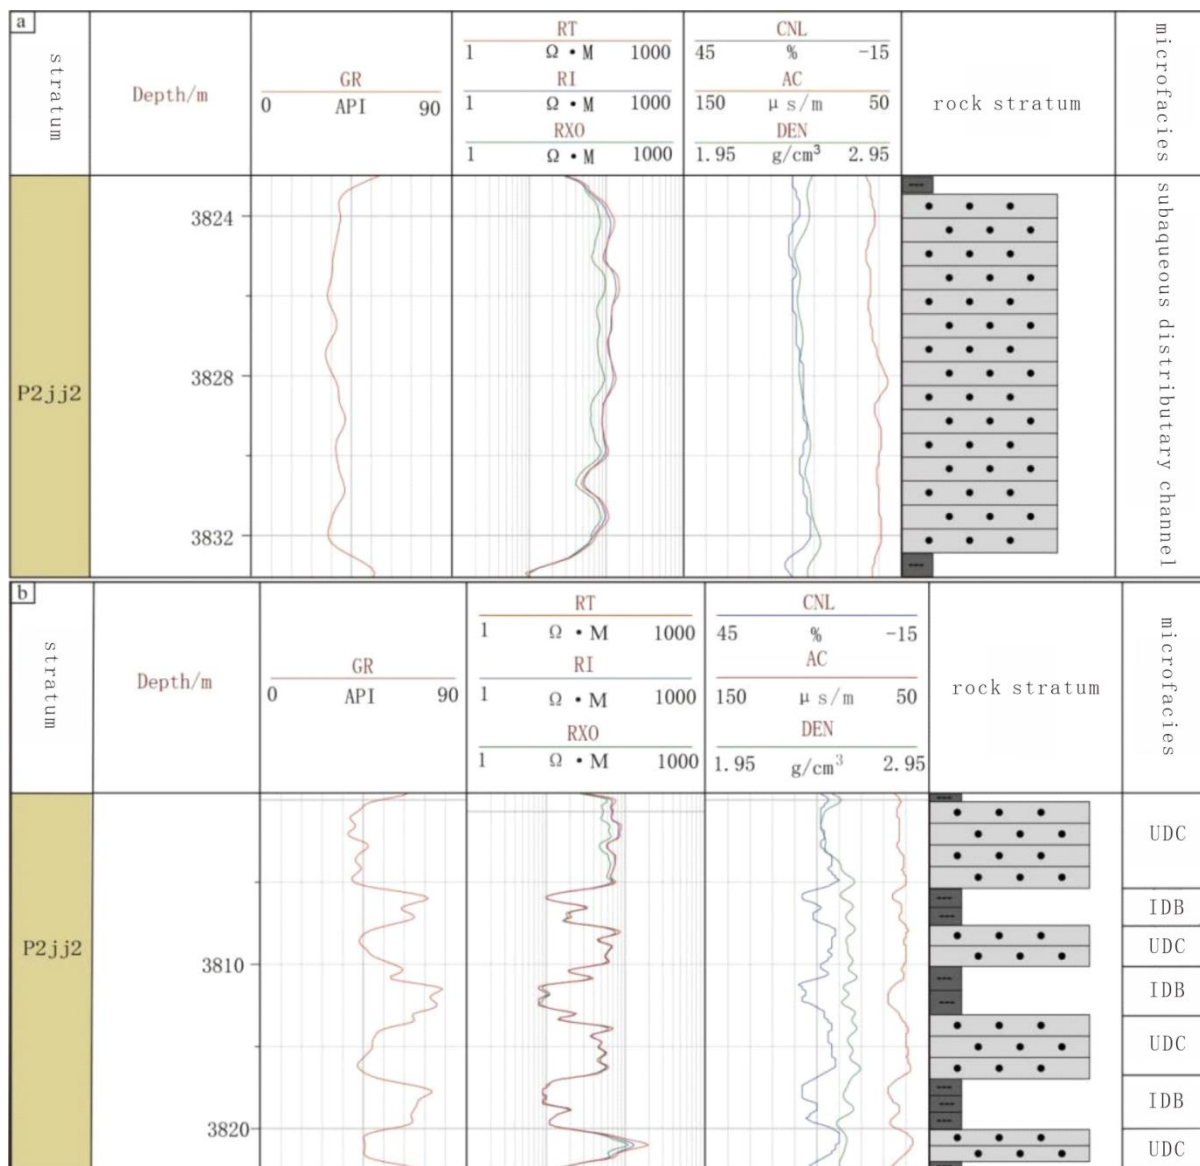 a
stratum
Depth/m
GR
0 API 90
RT
1 Ω•M 1000
RI
1 Ω•M 1000
RXO
1 Ω•M 1000
CNL
45 % -15
AC
150 μs/m 50
DEN
1.95 g/cm³ 2.95
rock stratum
microfacies
P2jj2
3824
3828
3832
subaqueous distributary channel
b
stratum
Depth/m
GR
0 API 90
RT
1 Ω•M 1000
RI
1 Ω•M 1000
RXO
1 Ω•M 1000
CNL
45 % -15
AC
150 μs/m 50
DEN
1.95 g/cm³ 2.95
rock stratum
microfacies
P2jj2
3810
3820
UDC
IDB
UDC
IDB
UDC
IDB
UDC